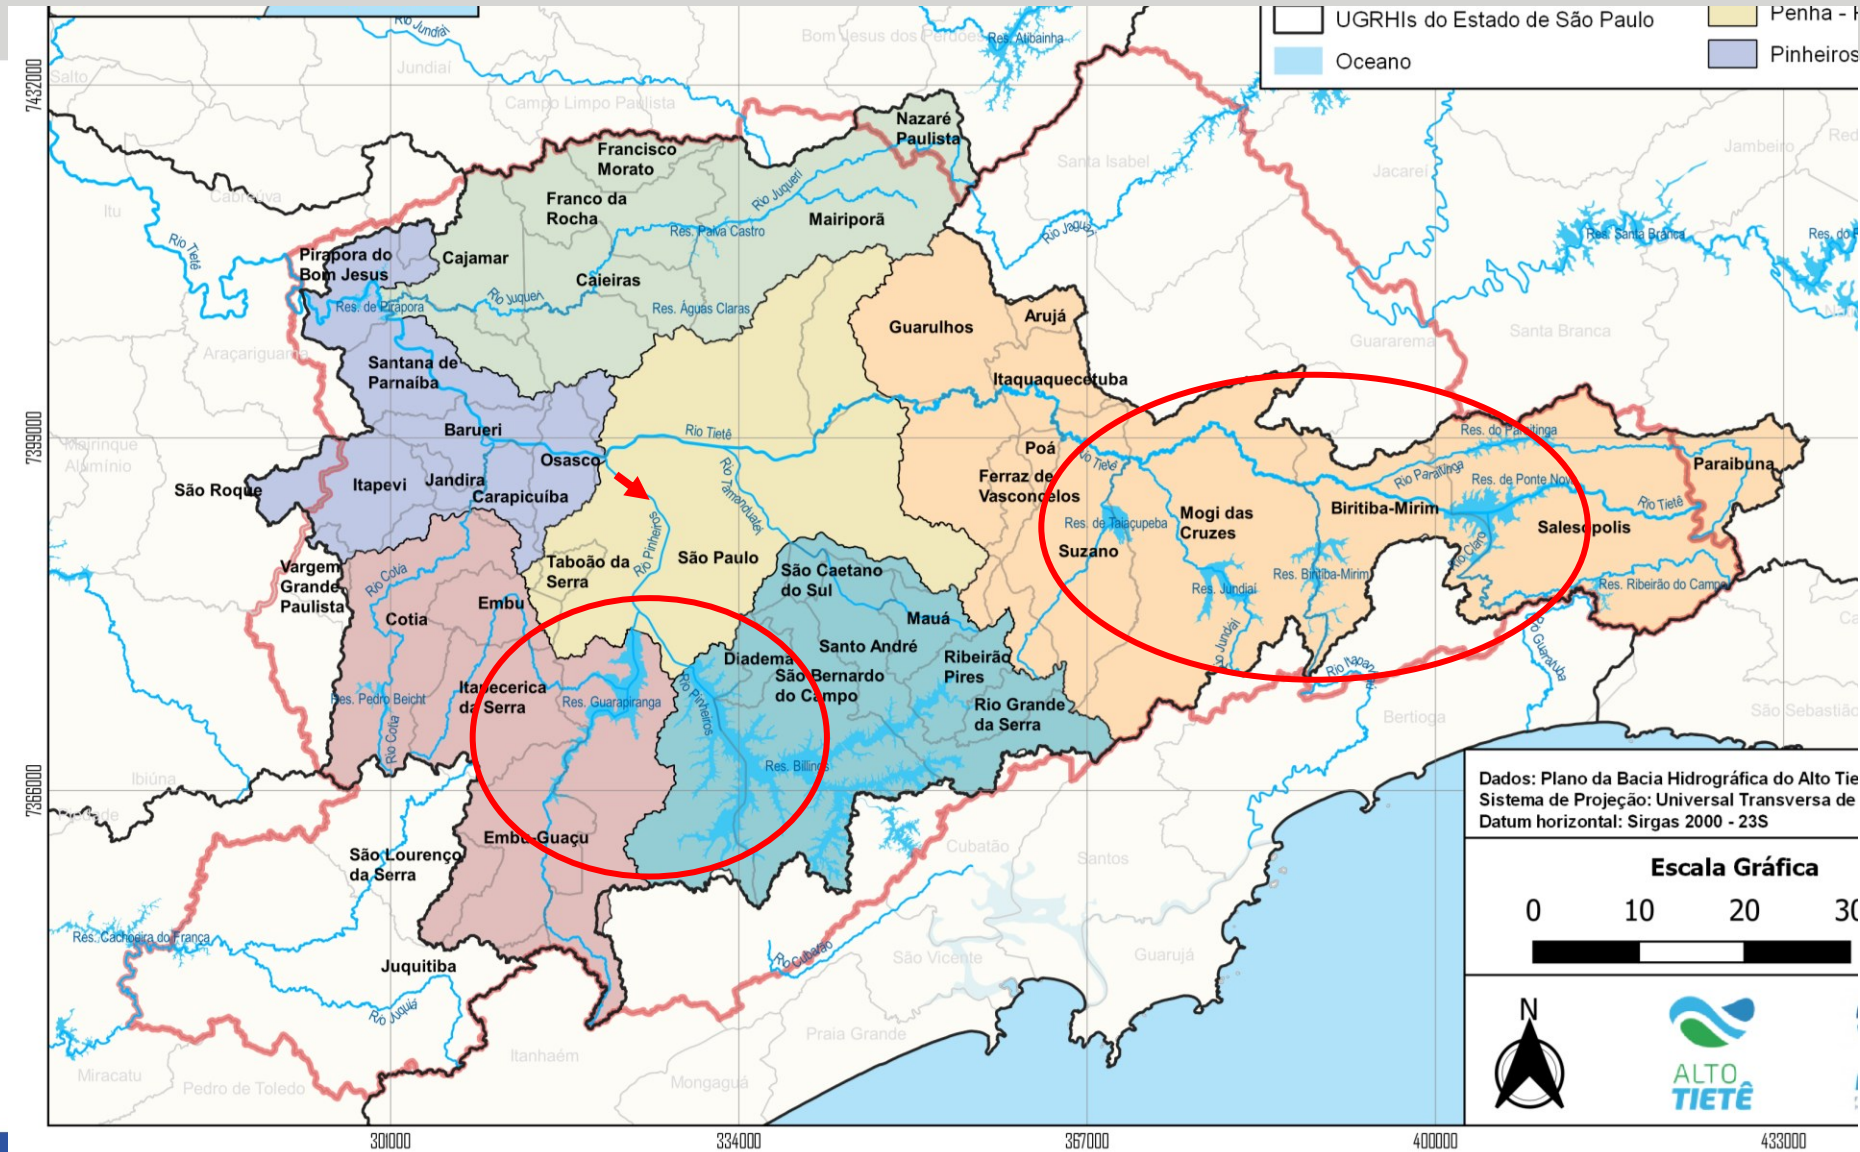 UGRHIs do Estado de São Paulo
Oceano
Penha -
Pinheiros
7432000
7399000
7366000
Salto
Rio Jundiaí
Jundiaí
Bom Jesus dos Perdões
Res. Atibainha
Campo Limpo Paulista
Nazaré
Paulista
Francisco
Morato
Santa Isabel
Jambeiro
Jacareí
Cabreúva
Itu
Rio Juqueri
Franco da
Rocha
Mairiporã
Res. Paiva Castro
Rio Jaguari
Res. Santa Branca
Rio Tietê
Pirapora do
Bom Jesus
Cajamar
Caieiras
Rio Juqueri
Res. de Pirapora
Res. Águas Claras
Guarulhos
Arujá
Santa Branca
Guararema
Araçariguama
Santana de
Parnaíba
Itaquaquecetuba
Barueri
Rio Tietê
Mairinque
Alumínio
Osasco
Poá
Rio Tietê
Res. do Paraitinga
Paraibuna
São Roque
Itapevi
Jandira
Carapicuíba
Rio Tamanduateí
Ferraz de
Vasconcelos
Rio Paraitinga
Res. de Ponte Nova
Rio Tietê
Biritiba-Mirim
Mogi das
Cruzes
Res. de Taiaçupeba
Suzano
Salesópolis
Rio Pinheiros
São Paulo
Taboão da
Serra
Rio Claro
Vargem
Grande
Paulista
Rio Cotia
São Caetano
do Sul
Res. Jundiaí
Res. Biritiba-Mirim
Res. Ribeirão do Campo
Embu
Cotia
Mauá
Santo André
Rio Jundiaí
Rio Itapanhaú
Rio Guaratuba
Diadema
São Bernardo
do Campo
Ribeirão
Pires
Res. Pedro Beicht
Itapecerica
da Serra
Res. Guarapiranga
Rio Pinheiros
Rio Grande
da Serra
Bertioga
São Sebastião
Rio Cotia
Res. Billings
Ibiúna
Piedade
Embu-Guaçu
São Lourenço
da Serra
Cubatão
Santos
Res. Cachoeira do França
Juquitiba
Rio Cubatão
São Vicente
Guarujá
Rio Juquiá
Praia Grande
Itanhaém
Miracatu
Pedro de Toledo
Mongaguá
Dados: Plano da Bacia Hidrográfica do Alto Tie
Sistema de Projeção: Universal Transversa de
Datum horizontal: Sirgas 2000 - 23S
Escala Gráfica
0 10 20 30
N
ALTO
TIETÊ
301000 334000 367000 400000 433000